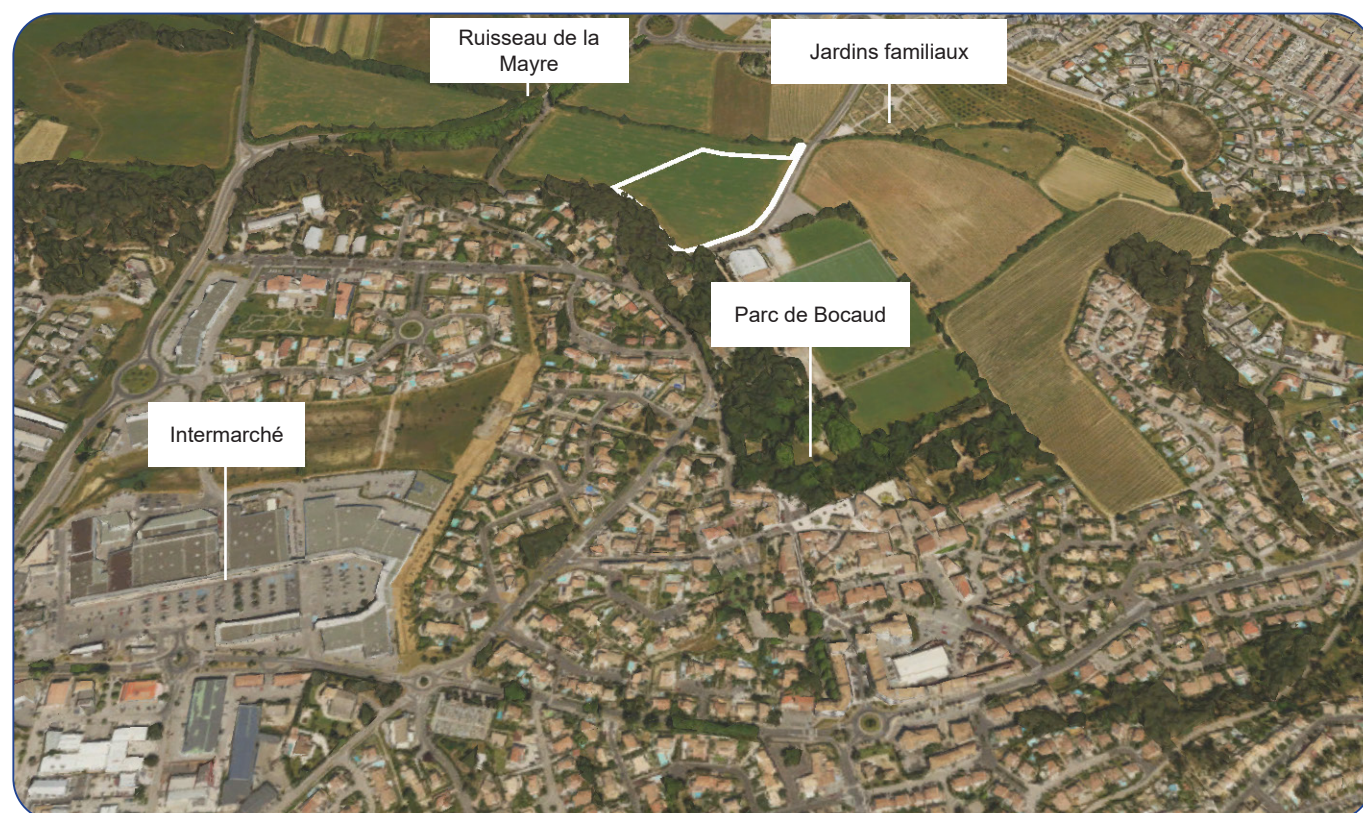 Ruisseau de la
Mayre
Jardins familiaux
Parc de Bocaud
Intermarché